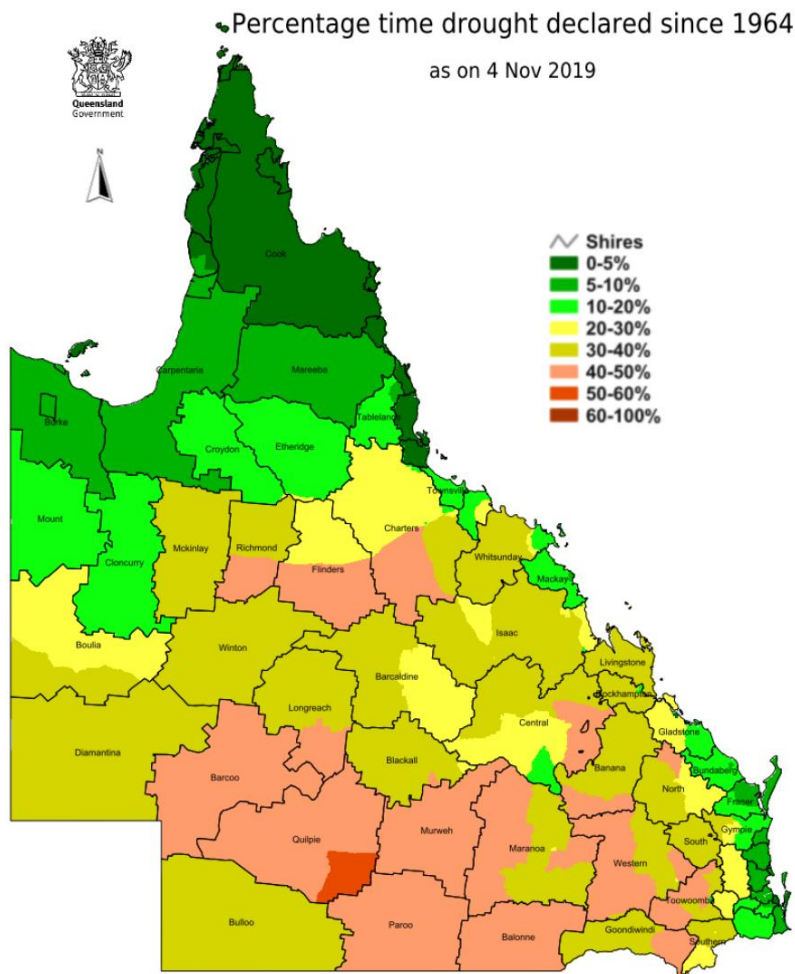 Percentage time drought declared since 1964
as on 4 Nov 2019
Queensland
Government
N
Shires
0-5%
5-10%
10-20%
20-30%
30-40%
40-50%
50-60%
60-100%
Cook
Carpentaria
Mareeba
Burke
Tableland
Croydon
Etheridge
Townsville
Mount
Charters
Cloncurry
Mckinlay
Richmond
Whitsunday
Flinders
Mackay
Isaac
Boulia
Winton
Livingstone
Barcaldine
Rockhampton
Longreach
Central
Gladstone
Diamantina
Blackall
Banana
Bundaberg
Barcoo
North
Fraser
Gympie
Murweh
Quilpie
South
Maranoa
Western
Toowoomba
Bulloo
Paroo
Goondiwindi
Balonne
Southern